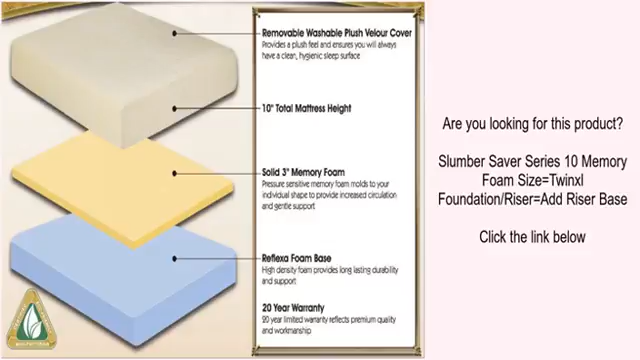 Removable Washable Plush Velour Cover
Provides a plush feel and ensures you will always
have a clean, hygienic sleep surface
10" Total Mattress Height
Solid 3" Memory Foam
Pressure sensitive memory foam molds to your
individual shape to provide increased circulation
and gentle support
Reflexa Foam Base
High density foam provides long lasting durability
and support
20 Year Warranty
20 year limited warranty reflects premium quality
and workmanship
Are you looking for this product?
Slumber Saver Series 10 Memory
Foam Size=Twinxl
Foundation/Riser=Add Riser Base
Click the link below